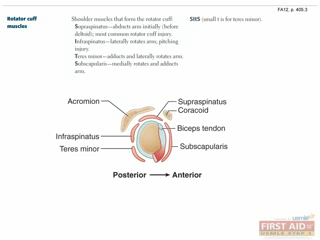 FA12, p. 405.3
Rotator cuff
muscles
Shoulder muscles that form the rotator cuff:
Supraspinatus—abducts arm initially (before
deltoid); most common rotator cuff injury.
Infraspinatus—laterally rotates arm; pitching
injury.
Teres minor—adducts and laterally rotates arm.
Subscapularis—medially rotates and adducts
arm.
SItS (small t is for teres minor).
Acromion
Supraspinatus
Coracoid
Biceps tendon
Infraspinatus
Teres minor
Subscapularis
Posterior
Anterior
FIRST AID